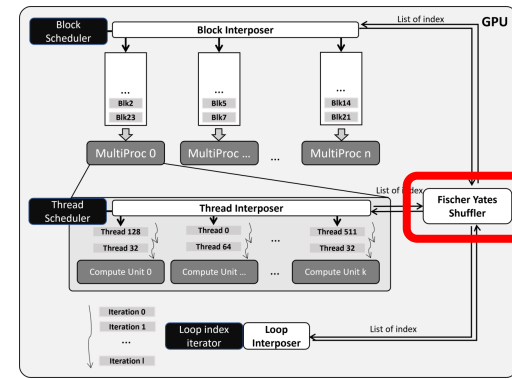 Block
Scheduler
Block Interposer
List of index
GPU
...
Blk2
Blk23
...
Blk5
Blk7
...
Blk14
Blk21
MultiProc 0
MultiProc ...
...
MultiProc n
Thread
Scheduler
Thread Interposer
List of index
Fischer Yates
Shuffler
Thread 128
Thread 32
Thread 0
Thread 64
...
Thread 511
Thread 32
Compute Unit 0
Compute Unit ...
...
Compute Unit k
Iteration 0
Iteration 1
...
Iteration l
Loop index
iterator
Loop
Interposer
List of index